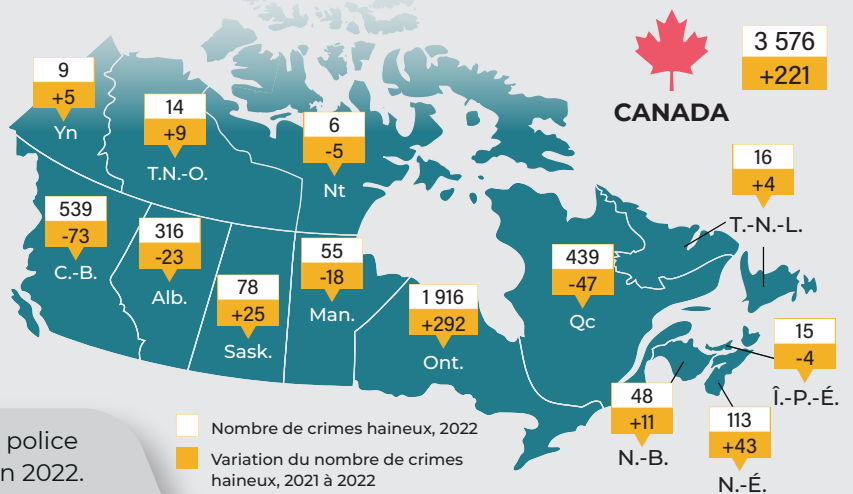 3 576
+221
CANADA
9
+5
Yn
14
+9
T.N.-O.
6
-5
Nt
16
+4
T.-N.-L.
539
-73
C.-B.
316
-23
Alb.
78
+25
Sask.
55
-18
Man.
1 916
+292
Ont.
439
-47
Qc
15
-4
Î.-P.-É.
48
+11
N.-B.
113
+43
N.-É.
police
n 2022.
Nombre de crimes haineux, 2022
Variation du nombre de crimes
haineux, 2021 à 2022